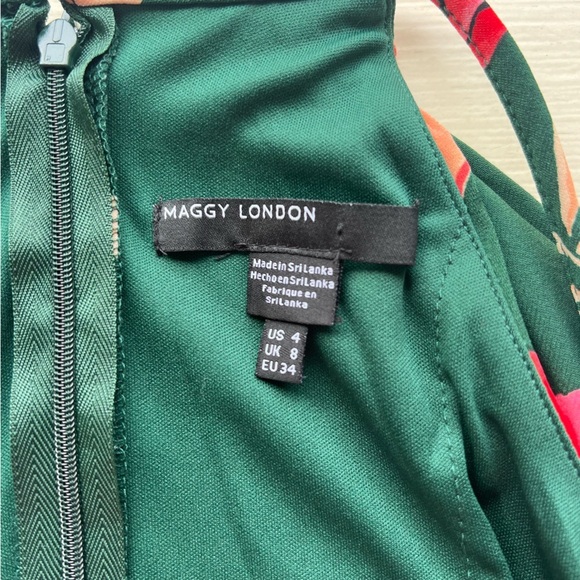 MAGGY LONDON
Made in Sri Lanka
Hecho en Sri Lanka
Fabrique en
Sri Lanka
US 4
UK 8
EU 34